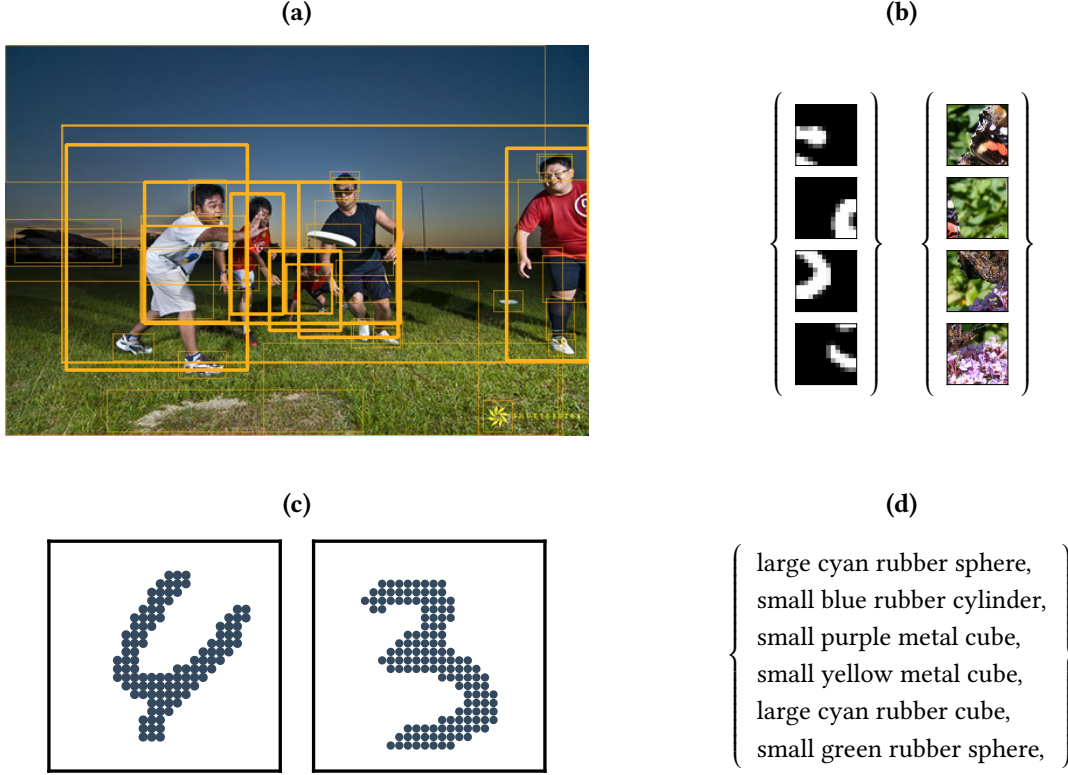 (a)
(b)
(c)
(d)
large cyan rubber sphere,
small blue rubber cylinder,
small purple metal cube,
small yellow metal cube,
large cyan rubber cube,
small green rubber sphere,